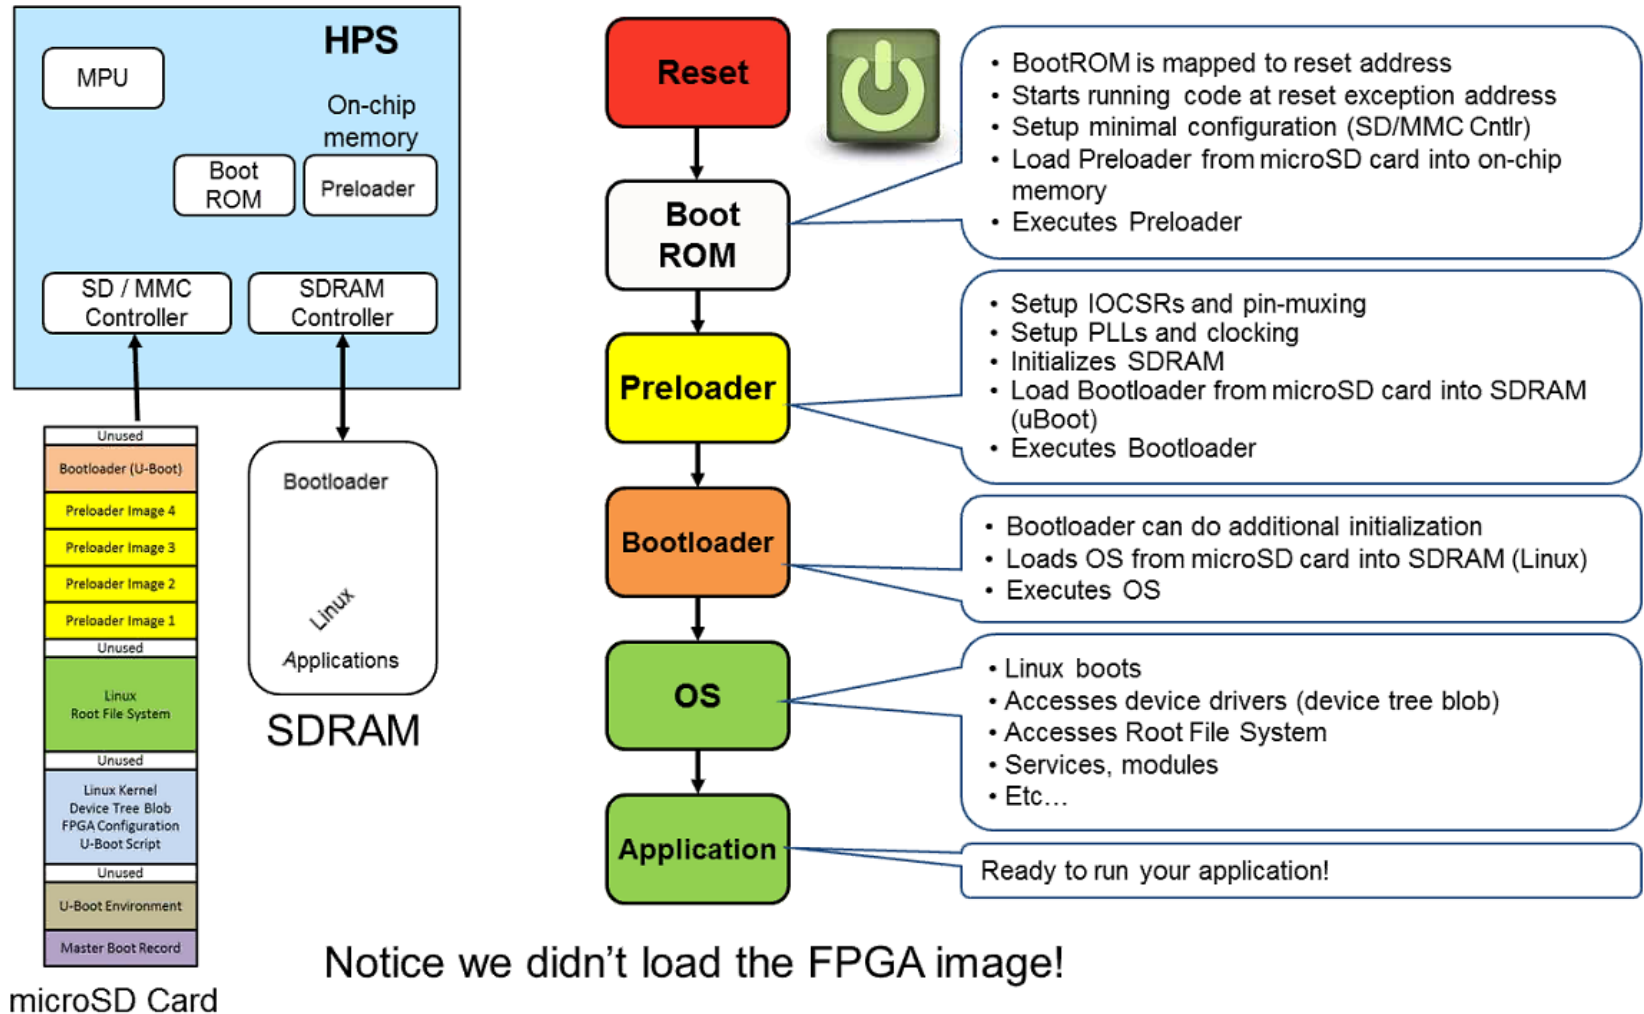 HPS
MPU
On-chip
memory
Boot
ROM
Preloader
SD / MMC
Controller
SDRAM
Controller
Unused
Bootloader (U-Boot)
Preloader Image 4
Preloader Image 3
Preloader Image 2
Preloader Image 1
Unused
Linux
Root File System
Unused
Linux Kernel
Device Tree Blob
FPGA Configuration
U-Boot Script
Unused
U-Boot Environment
Master Boot Record
microSD Card
Bootloader
Linux
Applications
SDRAM
Reset
Boot
ROM
• BootROM is mapped to reset address
• Starts running code at reset exception address
• Setup minimal configuration (SD/MMC Cntlr)
• Load Preloader from microSD card into on-chip
memory
• Executes Preloader
Preloader
• Setup IOCSRs and pin-muxing
• Setup PLLs and clocking
• Initializes SDRAM
• Load Bootloader from microSD card into SDRAM
(uBoot)
• Executes Bootloader
Bootloader
• Bootloader can do additional initialization
• Loads OS from microSD card into SDRAM (Linux)
• Executes OS
OS
• Linux boots
• Accesses device drivers (device tree blob)
• Accesses Root File System
• Services, modules
• Etc…
Application
Ready to run your application!
Notice we didn't load the FPGA image!